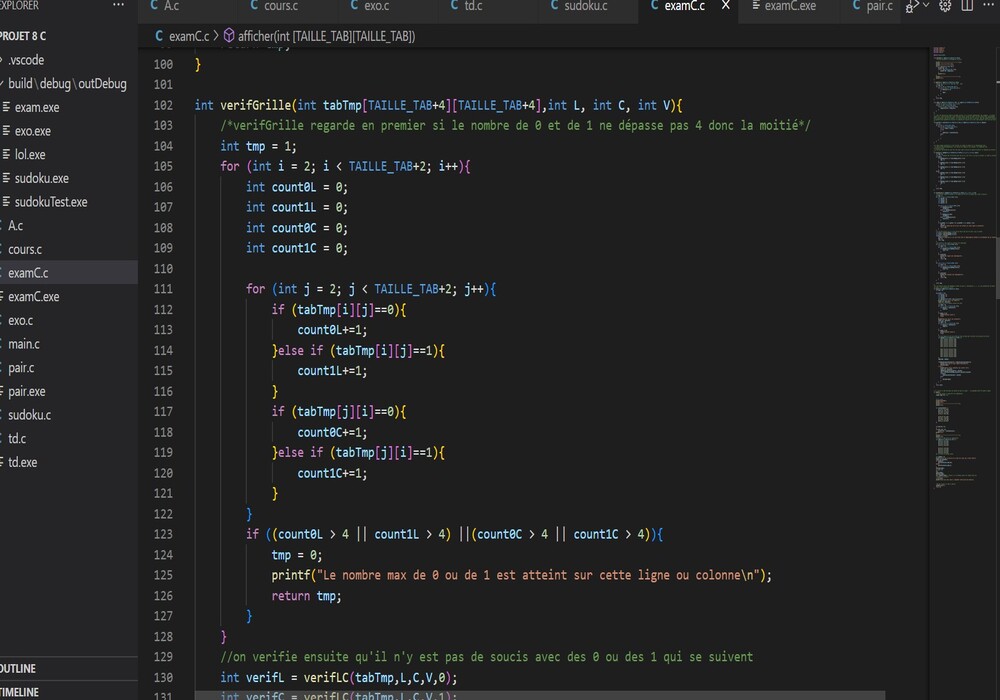 EXPLORER
A.c
cours.c
exo.c
td.c
sudoku.c
examC.c
examC.exe
pair.c
PROJET 8 C
.vscode
build\debug\outDebug
exam.exe
exo.exe
lol.exe
sudoku.exe
sudokuTest.exe
A.c
cours.c
examC.c
examC.exe
exo.c
main.c
pair.c
pair.exe
sudoku.c
td.c
td.exe
OUTLINE
TIMELINE
examC.c > afficher(int [TAILLE_TAB][TAILLE_TAB])
100 }
101
102 int verifGrille(int tabTmp[TAILLE_TAB+4][TAILLE_TAB+4],int L, int C, int V){
103 /*verifGrille regarde en premier si le nombre de 0 et de 1 ne dépasse pas 4 donc la moitié*/
104 int tmp = 1;
105 for (int i = 2; i < TAILLE_TAB+2; i++){
106 int count0L = 0;
107 int count1L = 0;
108 int count0C = 0;
109 int count1C = 0;
110
111 for (int j = 2; j < TAILLE_TAB+2; j++){
112 if (tabTmp[i][j]==0){
113 count0L+=1;
114 }else if (tabTmp[i][j]==1){
115 count1L+=1;
116 }
117 if (tabTmp[j][i]==0){
118 count0C+=1;
119 }else if (tabTmp[j][i]==1){
120 count1C+=1;
121 }
122 }
123 if ((count0L > 4 || count1L > 4) ||(count0C > 4 || count1C > 4)){
124 tmp = 0;
125 printf("Le nombre max de 0 ou de 1 est atteint sur cette ligne ou colonne\n");
126 return tmp;
127 }
128 }
129 //on verifie ensuite qu'il n'y est pas de soucis avec des 0 ou des 1 qui se suivent
130 int verifL = verifLC(tabTmp,L,C,V,0);
131 int verifC = verifLC(tabTmp,L,C,V,1);